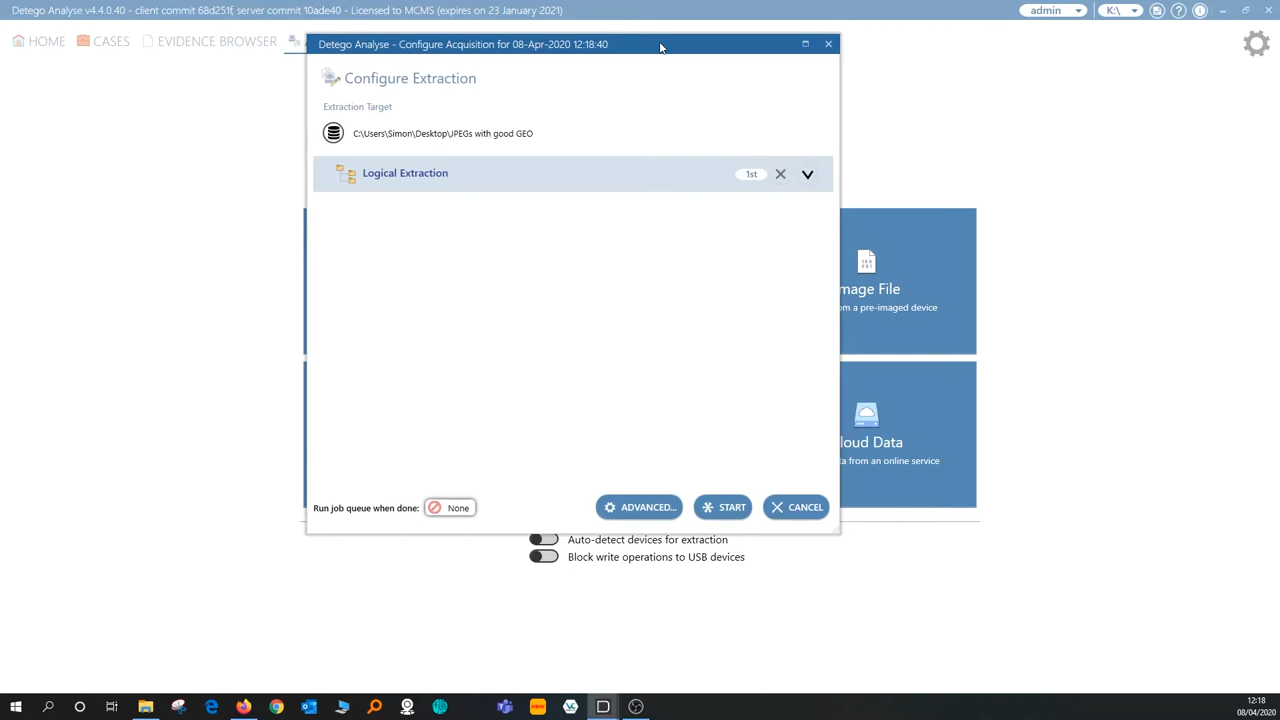 Detego Analyse v4.4.0.40 - client commit 68d251f, server commit 10ade40 - Licensed to MCMS (expires on 23 January 2021)
admin
K:\
HOME
CASES
EVIDENCE BROWSER
Detego Analyse - Configure Acquisition for 08-Apr-2020 12:18:40
Configure Extraction
Extraction Target
C:\Users\Simon\Desktop\JPEGs with good GEO
Logical Extraction
1st
mage File
om a pre-imaged device
loud Data
ta from an online service
Run job queue when done:
None
ADVANCED...
START
CANCEL
Auto-detect devices for extraction
Block write operations to USB devices
12:18
08/04/2020